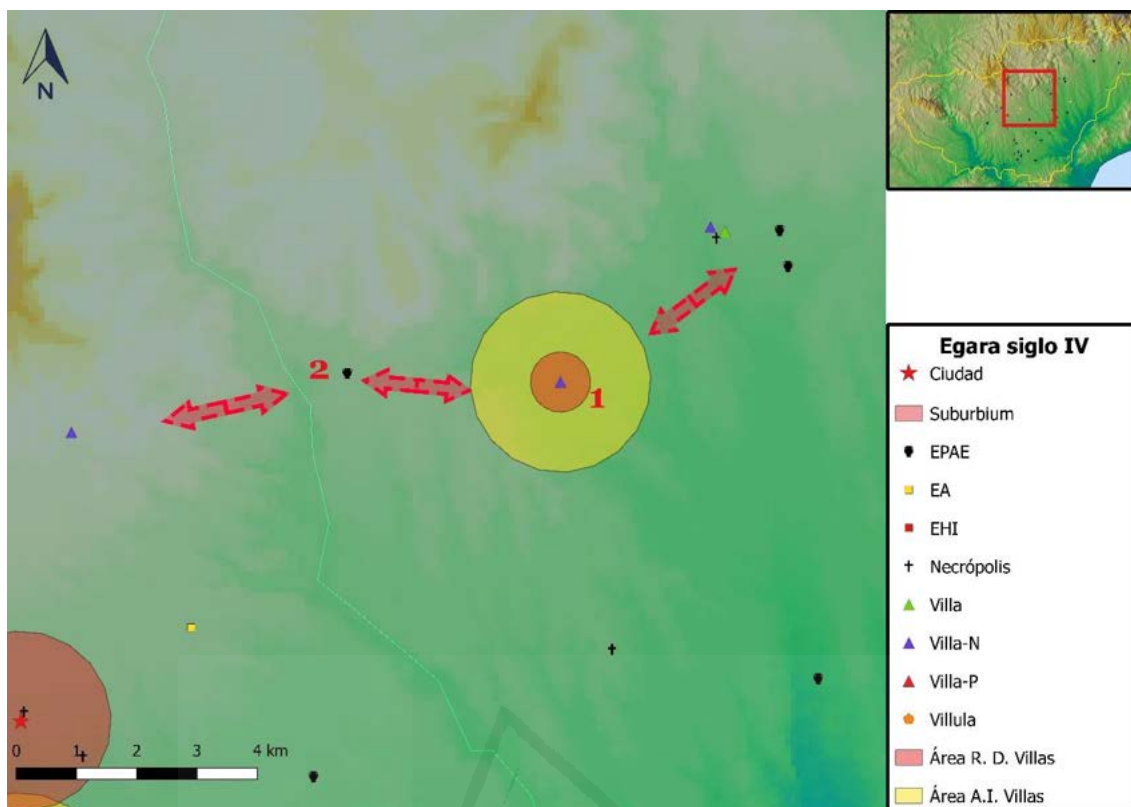 N
2
1
0 1 2 3 4 km
Egara siglo IV
Ciudad
Suburbium
EPAE
EA
EHI
Necrópolis
Villa
Villa-N
Villa-P
Villula
Área R. D. Villas
Área A.I. Villas